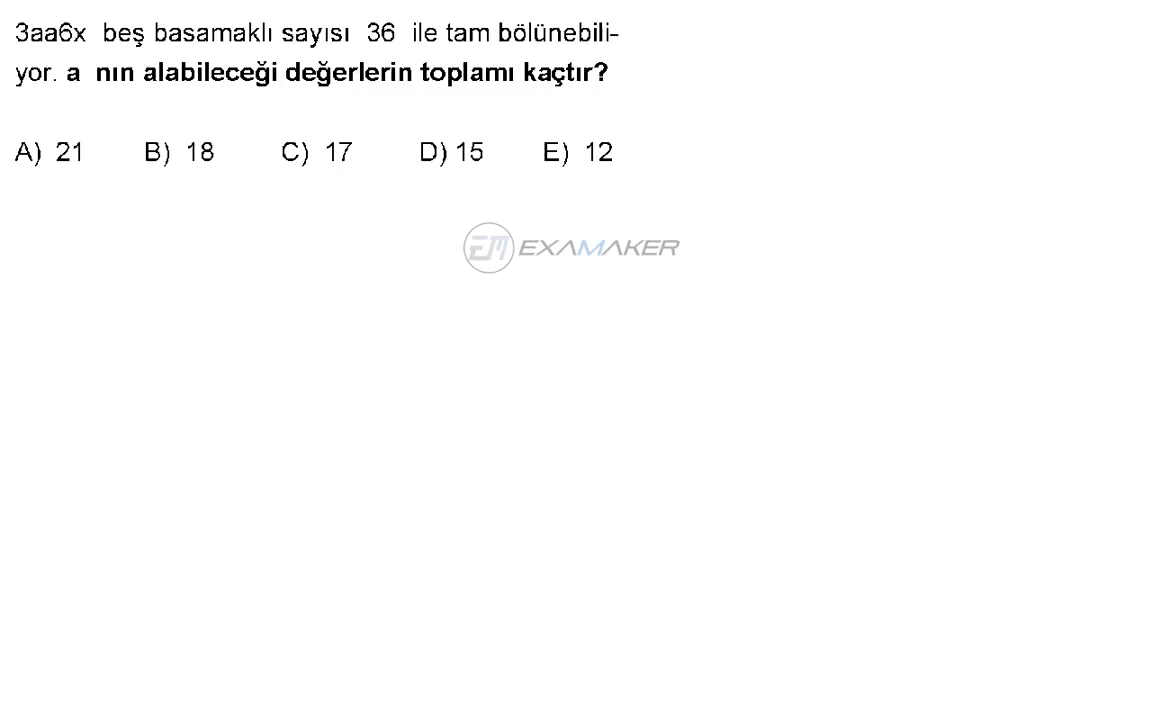 3aa6x beş basamaklı sayısı 36 ile tam bölünebili-
yor. a nın alabileceği değerlerin toplamı kaçtır?
A) 21 B) 18 C) 17 D) 15 E) 12
EM EXAMAKER